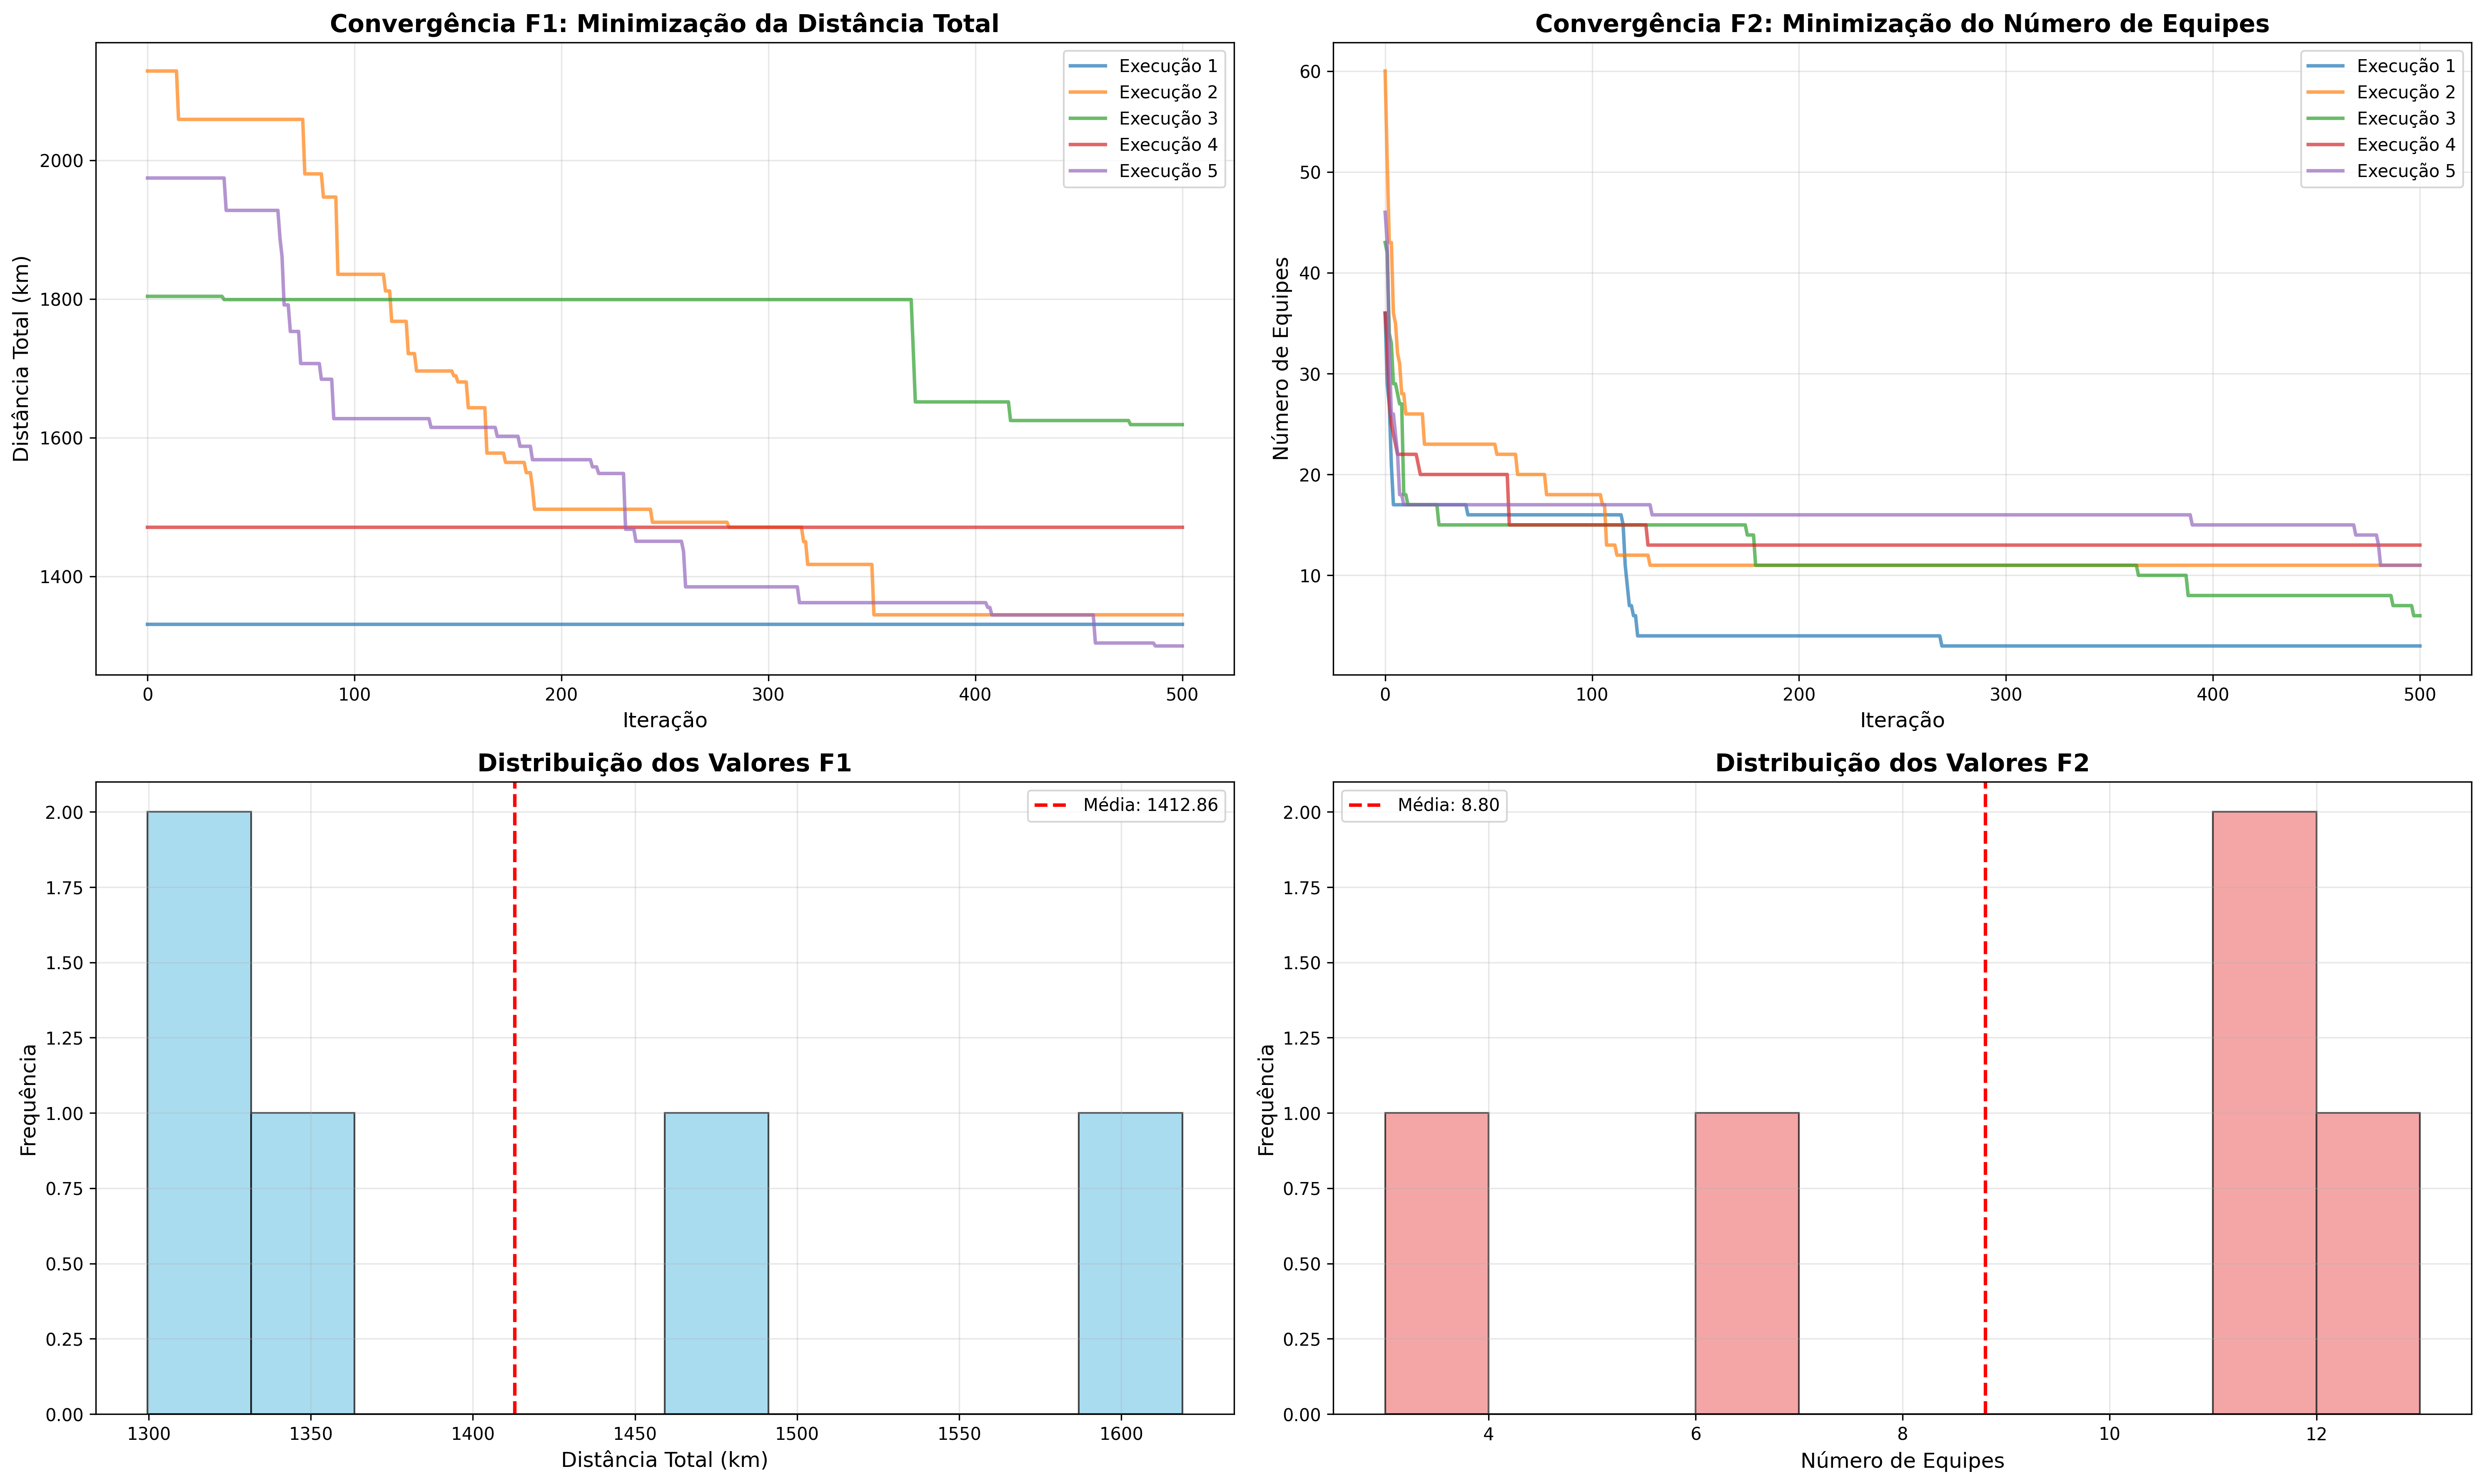 Convergência F1: Minimização da Distância Total
Distância Total (km)
2000
1800
1600
1400
0 100 200 300 400 500
Iteração
Execução 1
Execução 2
Execução 3
Execução 4
Execução 5
Convergência F2: Minimização do Número de Equipes
Número de Equipes
60
50
40
30
20
10
0 100 200 300 400 500
Iteração
Execução 1
Execução 2
Execução 3
Execução 4
Execução 5
Distribuição dos Valores F1
Frequência
2.00
1.75
1.50
1.25
1.00
0.75
0.50
0.25
0.00
1300 1350 1400 1450 1500 1550 1600
Distância Total (km)
Média: 1412.86
Distribuição dos Valores F2
Frequência
2.00
1.75
1.50
1.25
1.00
0.75
0.50
0.25
0.00
4 6 8 10 12
Número de Equipes
Média: 8.80